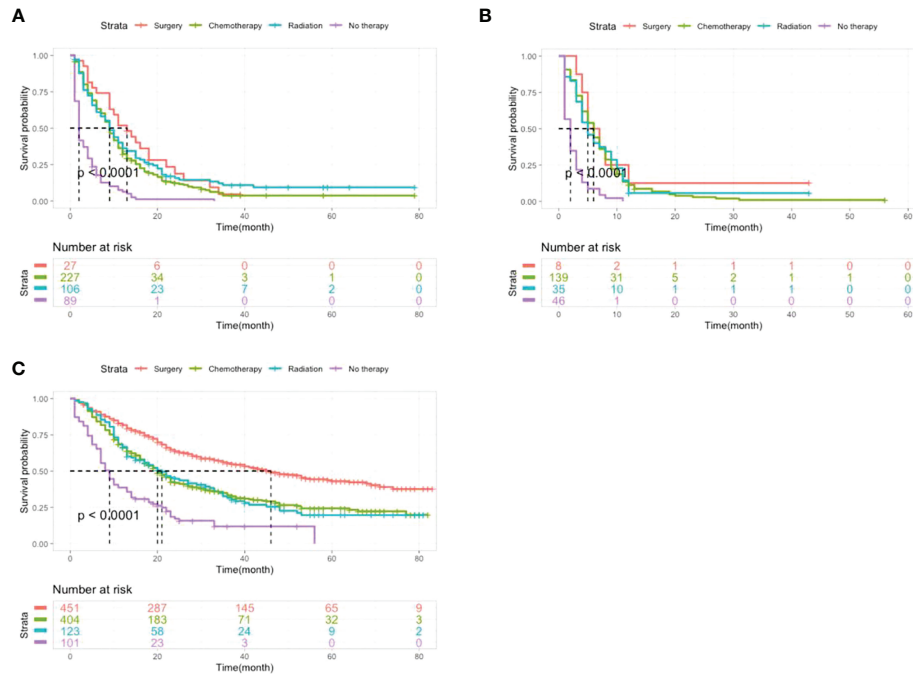 A
Strata Surgery Chemotherapy Radiation No therapy
1.00
0.75
0.50
0.25
0.00
Survival probability
p < 0.0001
0 20 40 60 80
Time(month)
Number at risk
Strata
27 6 0 0 0
227 34 3 1 0
106 23 7 2 0
89 1 0 0 0
0 20 40 60 80
Time(month)
B
Strata Surgery Chemotherapy Radiation No therapy
1.00
0.75
0.50
0.25
0.00
Survival probability
p < 0.0001
0 10 20 30 40 50 60
Time(month)
Number at risk
Strata
8 2 1 1 1 0 0
139 31 5 2 1 1 0
35 10 1 1 1 0 0
46 1 0 0 0 0 0
0 10 20 30 40 50 60
Time(month)
C
Strata Surgery Chemotherapy Radiation No therapy
1.00
0.75
0.50
0.25
0.00
Survival probability
p < 0.0001
0 20 40 60 80
Time(month)
Number at risk
Strata
451 287 145 65 9
404 183 71 32 3
123 58 24 9 2
101 23 3 0 0
0 20 40 60 80
Time(month)